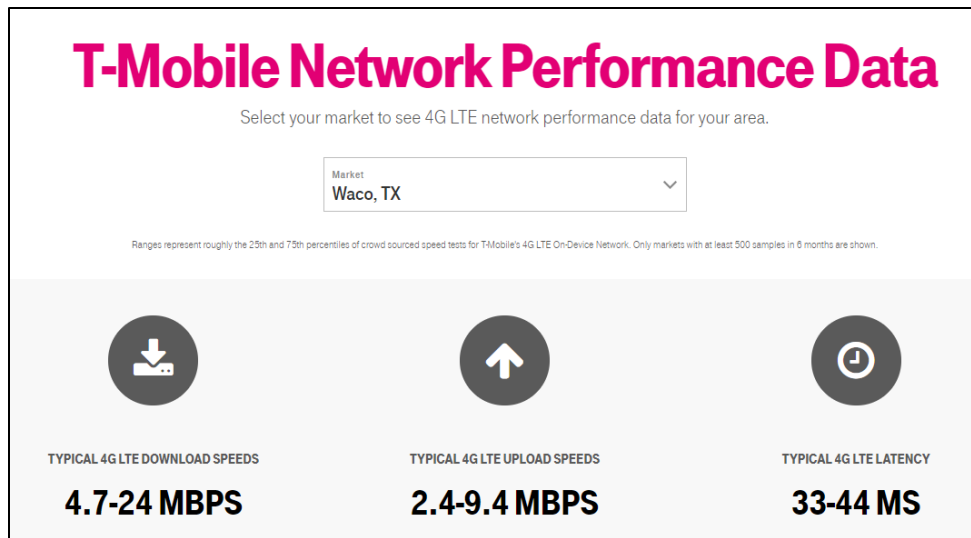 T-Mobile Network Performance Data
Select your market to see 4G LTE network performance data for your area.
Market
Waco, TX
Ranges represent roughly the 25th and 75th percentiles of crowd sourced speed tests for T-Mobile's 4G LTE On-Device Network. Only markets with at least 500 samples in 6 months are shown.
TYPICAL 4G LTE DOWNLOAD SPEEDS
4.7-24 MBPS
TYPICAL 4G LTE UPLOAD SPEEDS
2.4-9.4 MBPS
TYPICAL 4G LTE LATENCY
33-44 MS